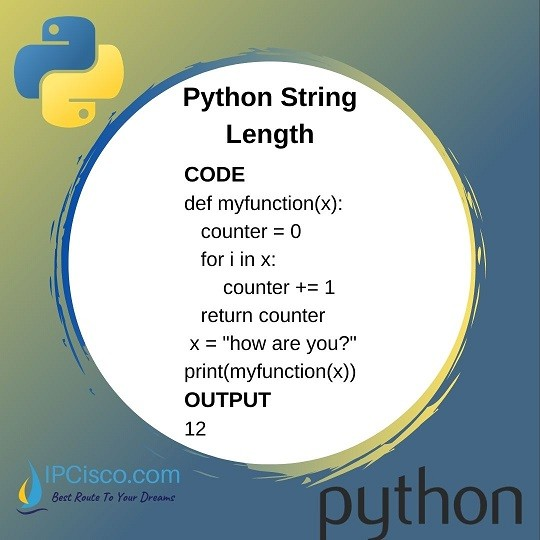 Python String
Length
CODE
def myfunction(x):
    counter = 0
    for i in x:
        counter += 1
    return counter
 x = "how are you?"
print(myfunction(x))
OUTPUT
12
IPCisco.com
Best Route To Your Dreams
python